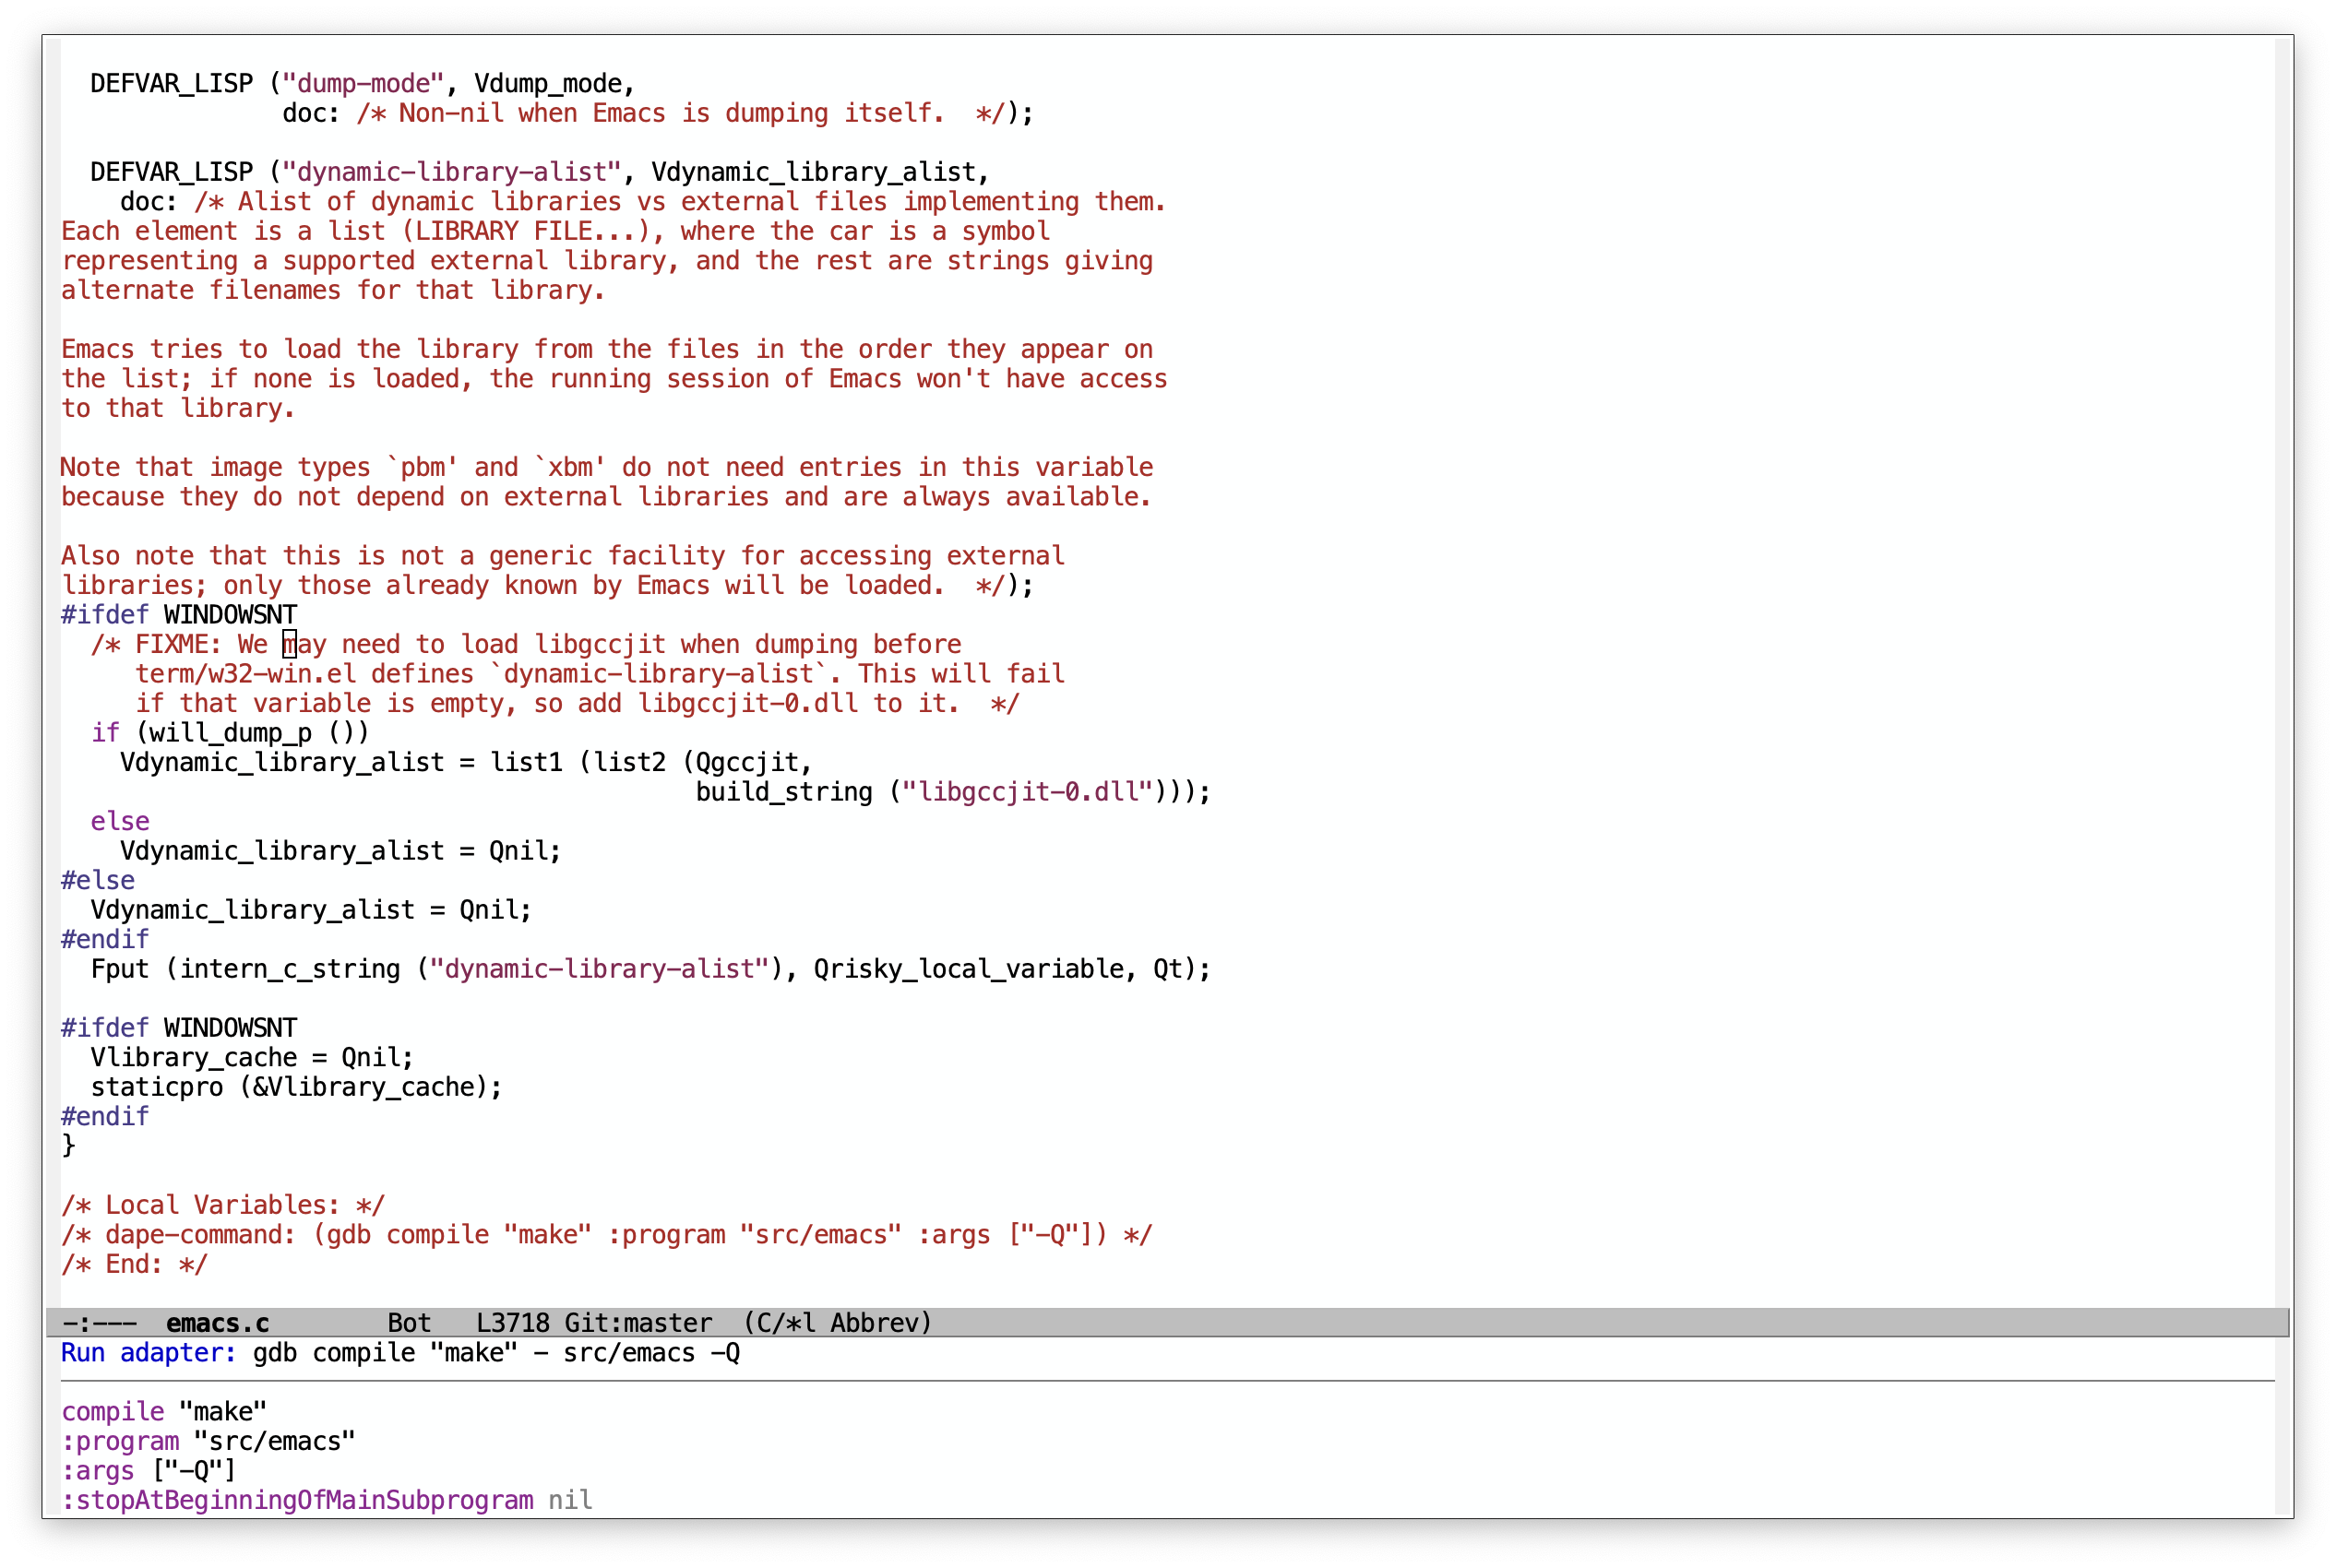 DEFVAR_LISP ("dump-mode", Vdump_mode,
               doc: /* Non-nil when Emacs is dumping itself.  */);

  DEFVAR_LISP ("dynamic-library-alist", Vdynamic_library_alist,
    doc: /* Alist of dynamic libraries vs external files implementing them.
Each element is a list (LIBRARY FILE...), where the car is a symbol
representing a supported external library, and the rest are strings giving
alternate filenames for that library.

Emacs tries to load the library from the files in the order they appear on
the list; if none is loaded, the running session of Emacs won't have access
to that library.

Note that image types `pbm' and `xbm' do not need entries in this variable
because they do not depend on external libraries and are always available.

Also note that this is not a generic facility for accessing external
libraries; only those already known by Emacs will be loaded.  */);
#ifdef WINDOWSNT
  /* FIXME: We may need to load libgccjit when dumping before
     term/w32-win.el defines `dynamic-library-alist`. This will fail
     if that variable is empty, so add libgccjit-0.dll to it.  */
  if (will_dump_p ())
    Vdynamic_library_alist = list1 (list2 (Qgccjit,
                                           build_string ("libgccjit-0.dll")));
  else
    Vdynamic_library_alist = Qnil;
#else
  Vdynamic_library_alist = Qnil;
#endif
  Fput (intern_c_string ("dynamic-library-alist"), Qrisky_local_variable, Qt);

#ifdef WINDOWSNT
  Vlibrary_cache = Qnil;
  staticpro (&Vlibrary_cache);
#endif
}

/* Local Variables: */
/* dape-command: (gdb compile "make" :program "src/emacs" :args ["-Q"]) */
/* End: */

-:---  emacs.c        Bot   L3718 Git:master  (C/*l Abbrev)
Run adapter: gdb compile "make" - src/emacs -Q
compile "make"
:program "src/emacs"
:args ["-Q"]
:stopAtBeginningOfMainSubprogram nil